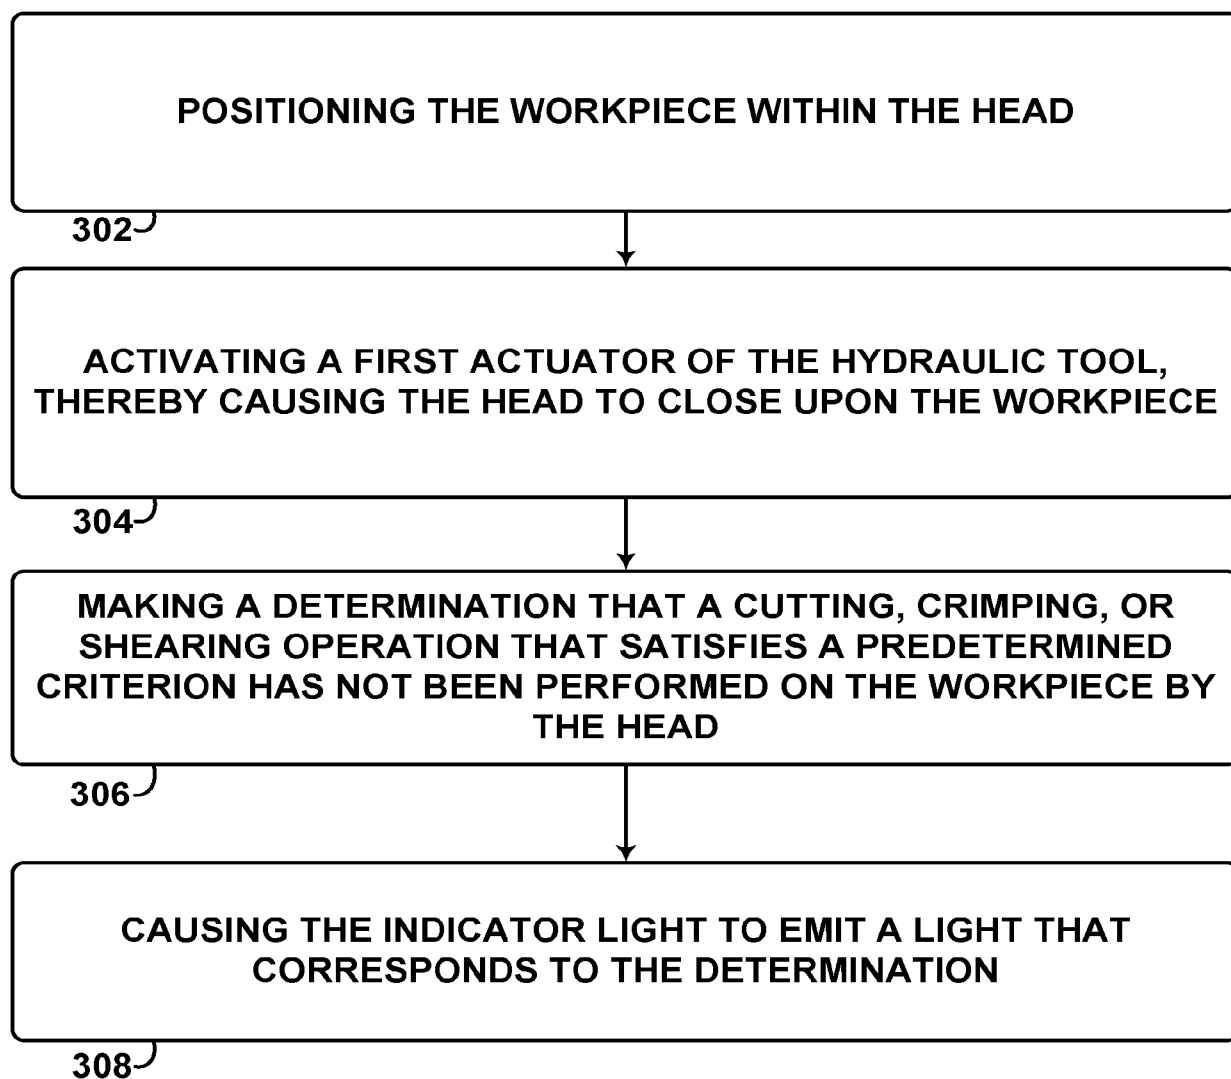 POSITIONING THE WORKPIECE WITHIN THE HEAD
302
ACTIVATING A FIRST ACTUATOR OF THE HYDRAULIC TOOL,
THEREBY CAUSING THE HEAD TO CLOSE UPON THE WORKPIECE
304
MAKING A DETERMINATION THAT A CUTTING, CRIMPING, OR
SHEARING OPERATION THAT SATISFIES A PREDETERMINED
CRITERION HAS NOT BEEN PERFORMED ON THE WORKPIECE BY
THE HEAD
306
CAUSING THE INDICATOR LIGHT TO EMIT A LIGHT THAT
CORRESPONDS TO THE DETERMINATION
308